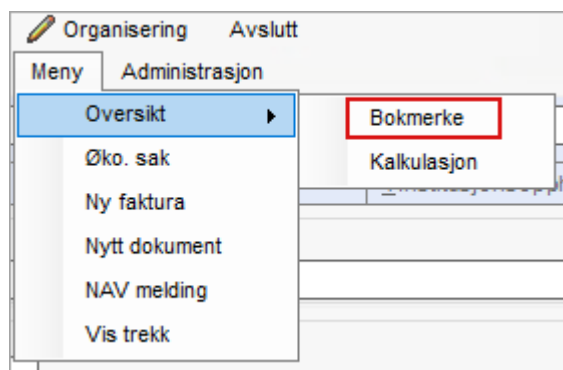 Organisering Avslutt
Meny Administrasjon
Oversikt
Bokmerke
Kalkulasjon
Øko. sak
Ny faktura
Nytt dokument
NAV melding
Vis trekk